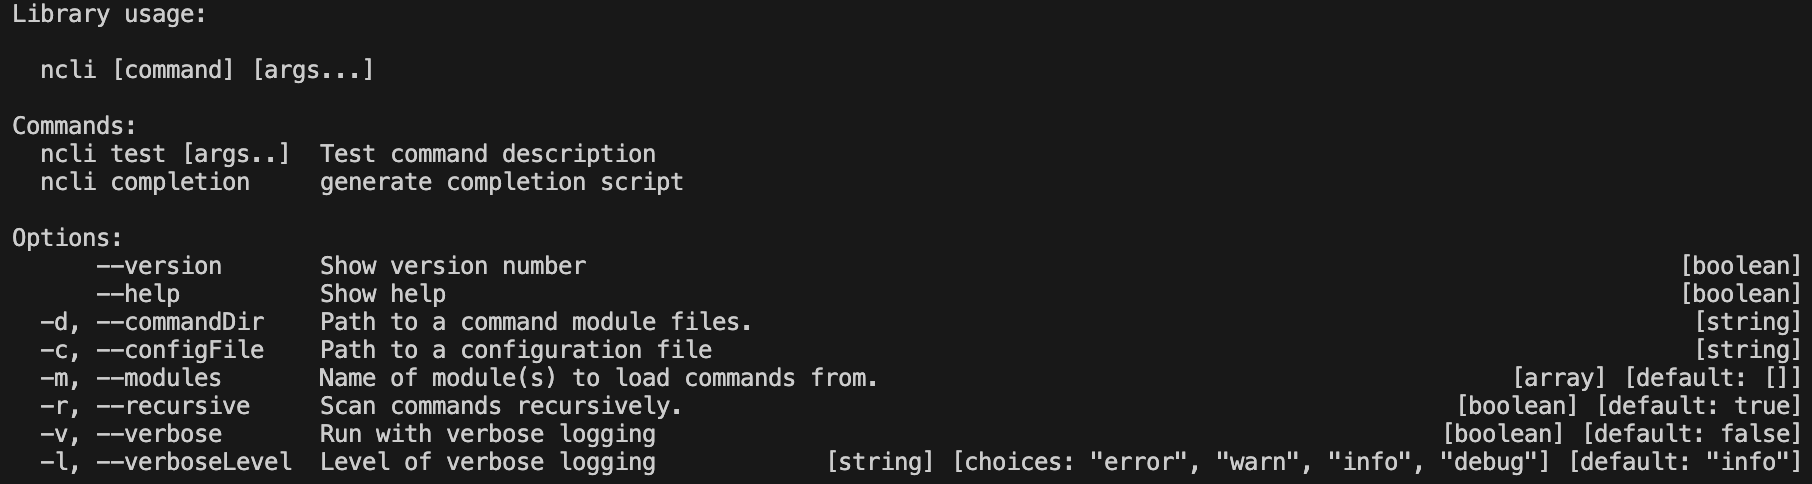 Library usage:
ncli [command] [args...]
Commands:
ncli test [args..]  Test command description
ncli completion     generate completion script
Options:
--version       Show version number  [boolean]
--help          Show help  [boolean]
-d, --commandDir    Path to a command module files.  [string]
-c, --configFile    Path to a configuration file  [string]
-m, --modules       Name of module(s) to load commands from.  [array] [default: []]
-r, --recursive     Scan commands recursively.  [boolean] [default: true]
-v, --verbose       Run with verbose logging  [boolean] [default: false]
-l, --verboseLevel  Level of verbose logging  [string] [choices: "error", "warn", "info", "debug"] [default: "info"]